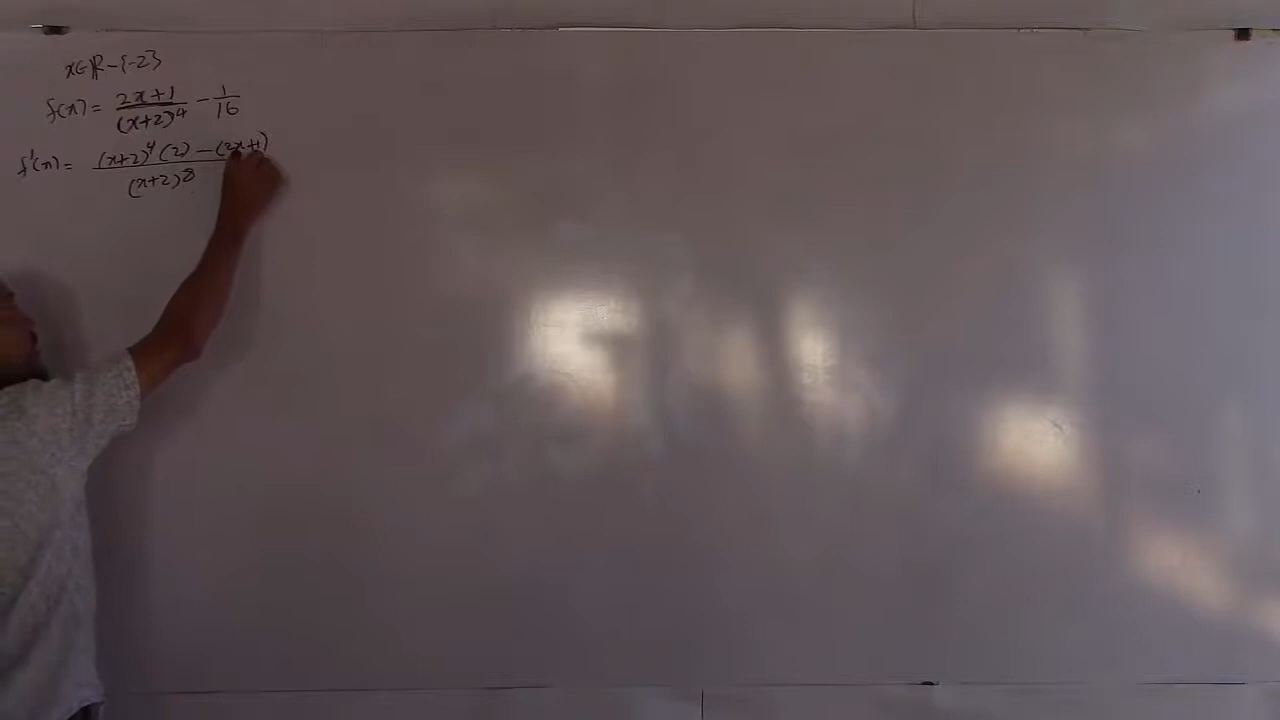 x∈ℝ-{-2}
f(x) = (2x+1)/(x+2)^4 - 1/16
f'(x) = ((x+2)^4 (2) - (2x+1))/(x+2)^8